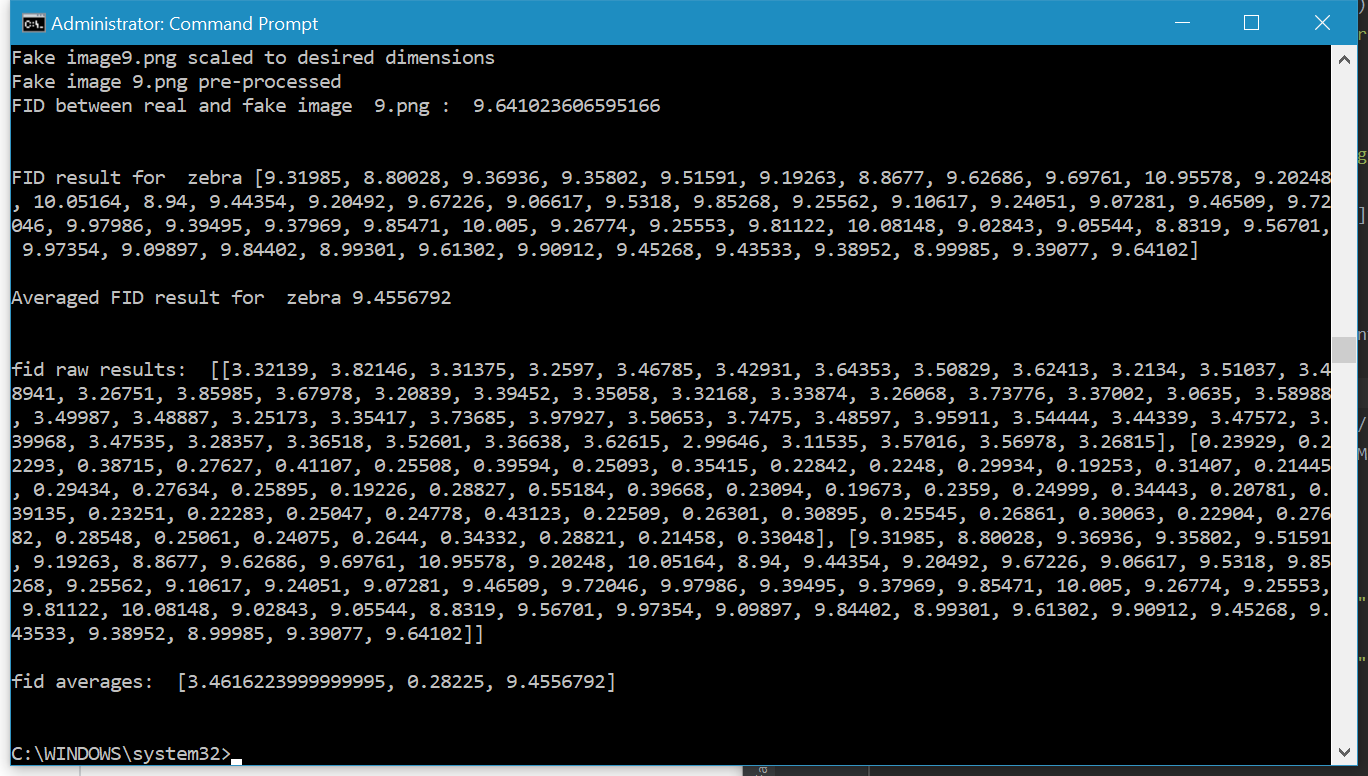 Administrator: Command Prompt
Fake image9.png scaled to desired dimensions
Fake image 9.png pre-processed
FID between real and fake image  9.png :  9.641023606595166
FID result for  zebra [9.31985, 8.80028, 9.36936, 9.35802, 9.51591, 9.19263, 8.8677, 9.62686, 9.69761, 10.95578, 9.20248
, 10.05164, 8.94, 9.44354, 9.20492, 9.67226, 9.06617, 9.5318, 9.85268, 9.25562, 9.10617, 9.24051, 9.07281, 9.46509, 9.72
046, 9.97986, 9.39495, 9.37969, 9.85471, 10.005, 9.26774, 9.25553, 9.81122, 10.08148, 9.02843, 9.05544, 8.8319, 9.56701,
 9.97354, 9.09897, 9.84402, 8.99301, 9.61302, 9.90912, 9.45268, 9.43533, 9.38952, 8.99985, 9.39077, 9.64102]
Averaged FID result for  zebra 9.4556792
fid raw results:  [[3.32139, 3.82146, 3.31375, 3.2597, 3.46785, 3.42931, 3.64353, 3.50829, 3.62413, 3.2134, 3.51037, 3.4
8941, 3.26751, 3.85985, 3.67978, 3.20839, 3.39452, 3.35058, 3.32168, 3.33874, 3.26068, 3.73776, 3.37002, 3.0635, 3.58988
, 3.49987, 3.48887, 3.25173, 3.35417, 3.73685, 3.97927, 3.50653, 3.7475, 3.48597, 3.95911, 3.54444, 3.44339, 3.47572, 3.
39968, 3.47535, 3.28357, 3.36518, 3.52601, 3.36638, 3.62615, 2.99646, 3.11535, 3.57016, 3.56978, 3.26815], [0.23929, 0.2
2293, 0.38715, 0.27627, 0.41107, 0.25508, 0.39594, 0.25093, 0.35415, 0.22842, 0.2248, 0.29934, 0.19253, 0.31407, 0.21445
, 0.29434, 0.27634, 0.25895, 0.19226, 0.28827, 0.55184, 0.39668, 0.23094, 0.19673, 0.2359, 0.24999, 0.34443, 0.20781, 0.
39135, 0.23251, 0.22283, 0.25047, 0.24778, 0.43123, 0.22509, 0.26301, 0.30895, 0.25545, 0.26861, 0.30063, 0.22904, 0.276
82, 0.28548, 0.25061, 0.24075, 0.2644, 0.34332, 0.28821, 0.21458, 0.33048], [9.31985, 8.80028, 9.36936, 9.35802, 9.51591
, 9.19263, 8.8677, 9.62686, 9.69761, 10.95578, 9.20248, 10.05164, 8.94, 9.44354, 9.20492, 9.67226, 9.06617, 9.5318, 9.85
268, 9.25562, 9.10617, 9.24051, 9.07281, 9.46509, 9.72046, 9.97986, 9.39495, 9.37969, 9.85471, 10.005, 9.26774, 9.25553,
 9.81122, 10.08148, 9.02843, 9.05544, 8.8319, 9.56701, 9.97354, 9.09897, 9.84402, 8.99301, 9.61302, 9.90912, 9.45268, 9.
43533, 9.38952, 8.99985, 9.39077, 9.64102]]
fid averages:  [3.4616223999999995, 0.28225, 9.4556792]
C:\WINDOWS\system32>